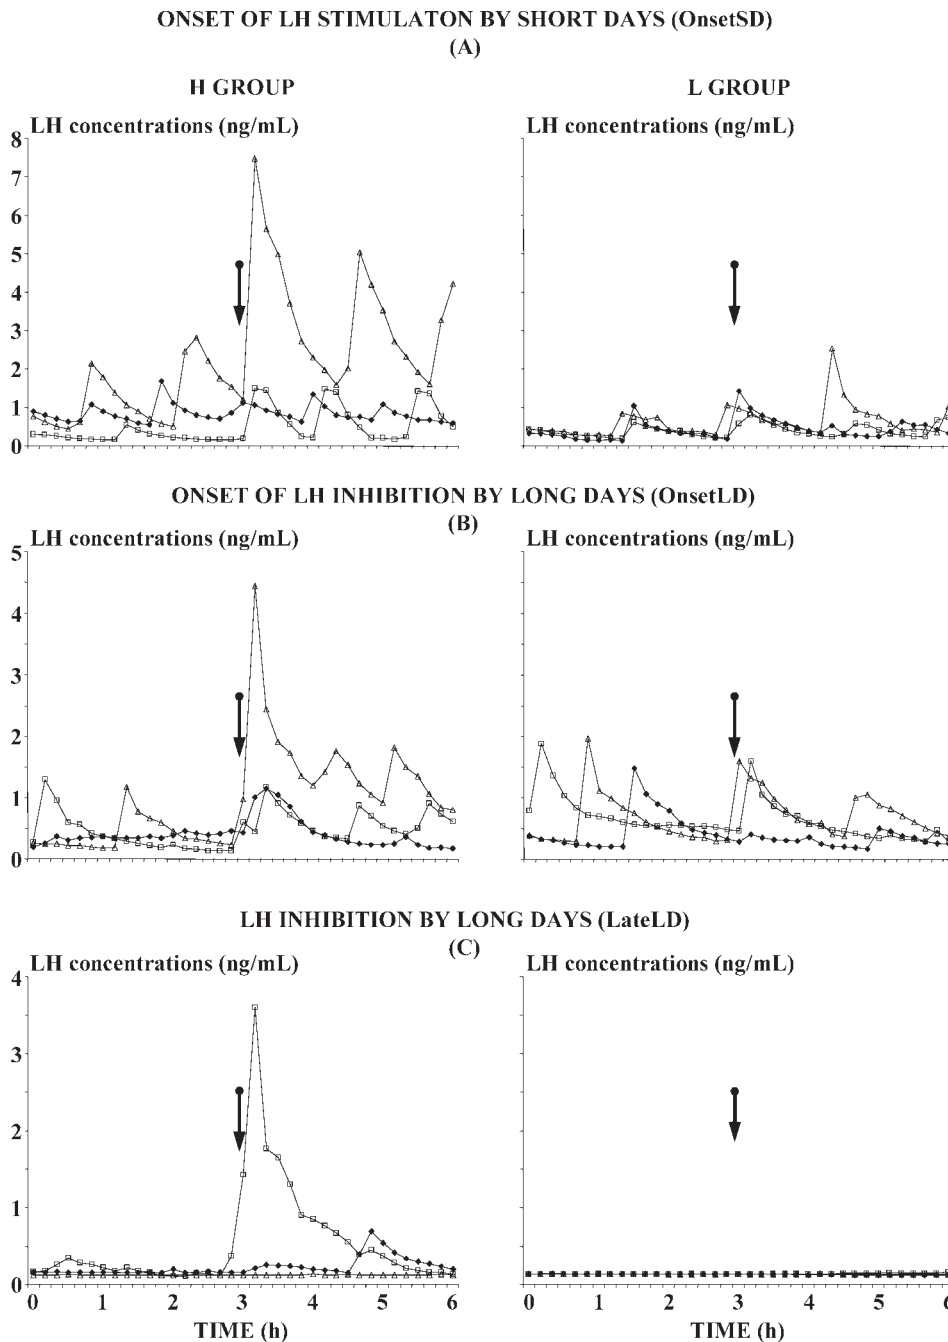 ONSET OF LH STIMULATON BY SHORT DAYS (OnsetSD)
(A)
H GROUP
L GROUP
LH concentrations (ng/mL)
LH concentrations (ng/mL)
8
7
6
5
4
3
2
1
0
ONSET OF LH INHIBITION BY LONG DAYS (OnsetLD)
(B)
LH concentrations (ng/mL)
LH concentrations (ng/mL)
5
4
3
2
1
0
LH INHIBITION BY LONG DAYS (LateLD)
(C)
LH concentrations (ng/mL)
LH concentrations (ng/mL)
4
3
2
1
0
0 1 2 3 4 5 6
1 2 3 4 5 6
TIME (h)
TIME (h)